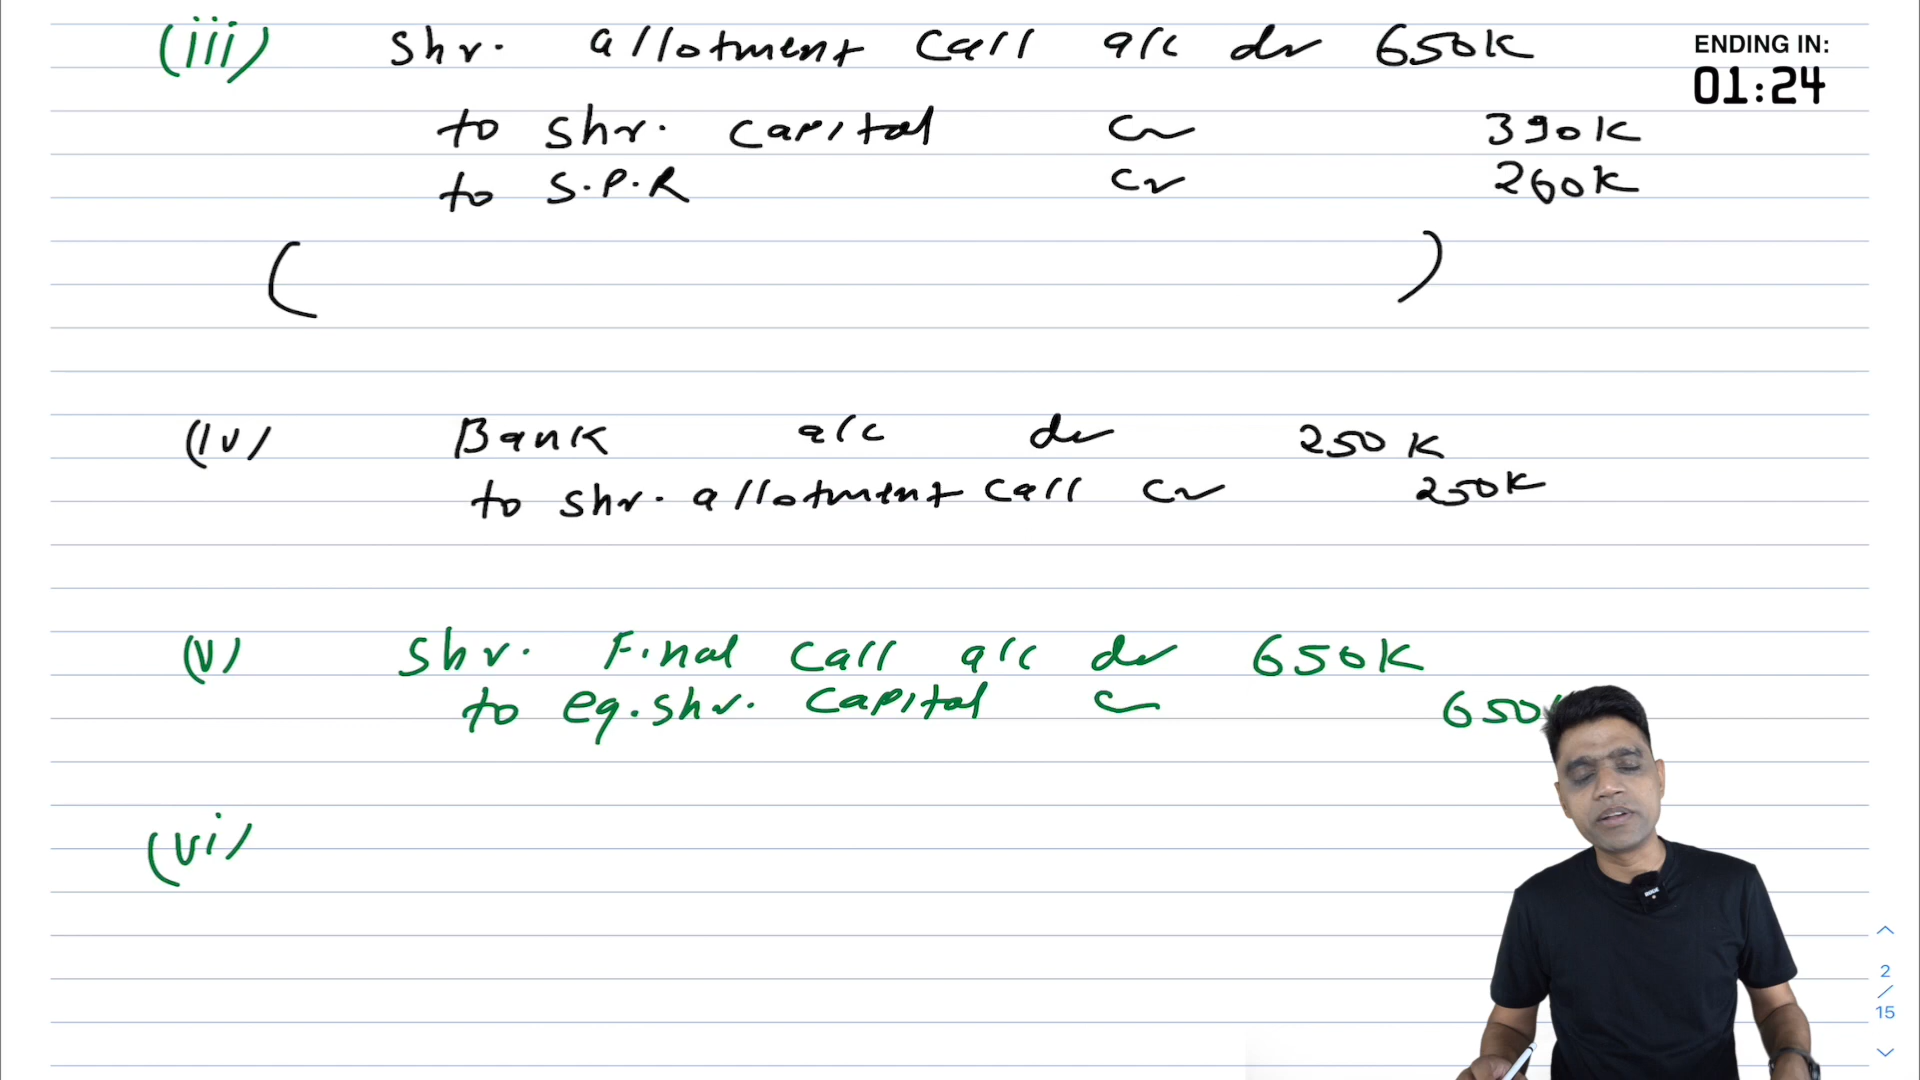 (iii) Shr. allotment call a/c dr 650K
ENDING IN:
01:24
to shr. capital cr 390K
to S.P.R cr 260K
( )
(iv) Bank a/c dr 250K
to shr. allotment call cr 250K
(v) Shr. Final call a/c dr 650K
to eq. shr. capital cr 650
(vi)
2
/
15